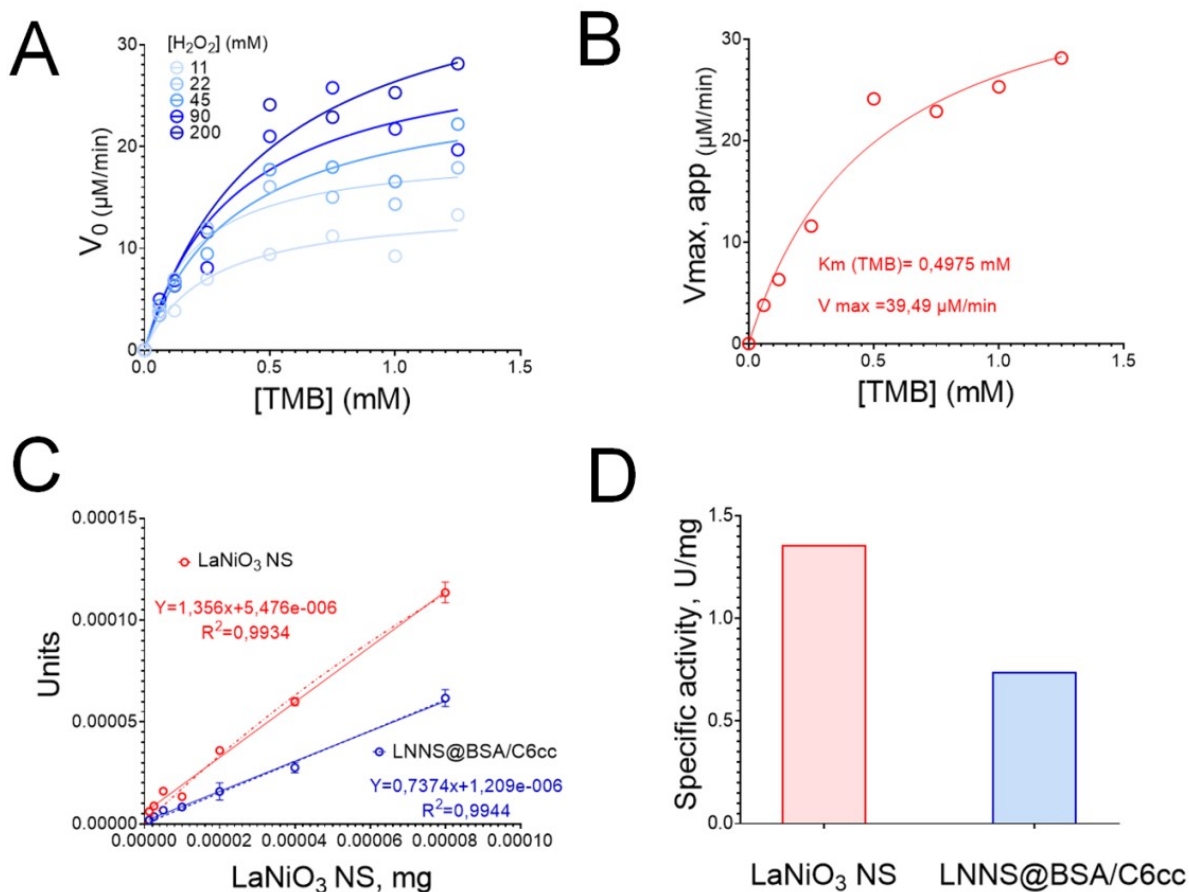 A
[H₂O₂] (mM)
11
22
45
90
200
V₀ (µM/min)
30
20
10
0
0.0
0.5
1.0
1.5
[TMB] (mM)
B
Vmax, app (µM/min)
30
20
10
0
Km (TMB)= 0,4975 mM
V max =39,49 µM/min
0.0
0.5
1.0
1.5
[TMB] (mM)
C
Units
0.00015
0.00010
0.00005
0.00000
LaNiO₃ NS
Y=1,356x+5,476e-006
R²=0,9934
LNNS@BSA/C6cc
Y=0,7374x+1,209e-006
R²=0,9944
0.00000
0.00002
0.00004
0.00006
0.00008
0.00010
LaNiO₃ NS, mg
D
Specific activity, U/mg
1.5
1.0
0.5
0.0
LaNiO₃ NS
LNNS@BSA/C6cc